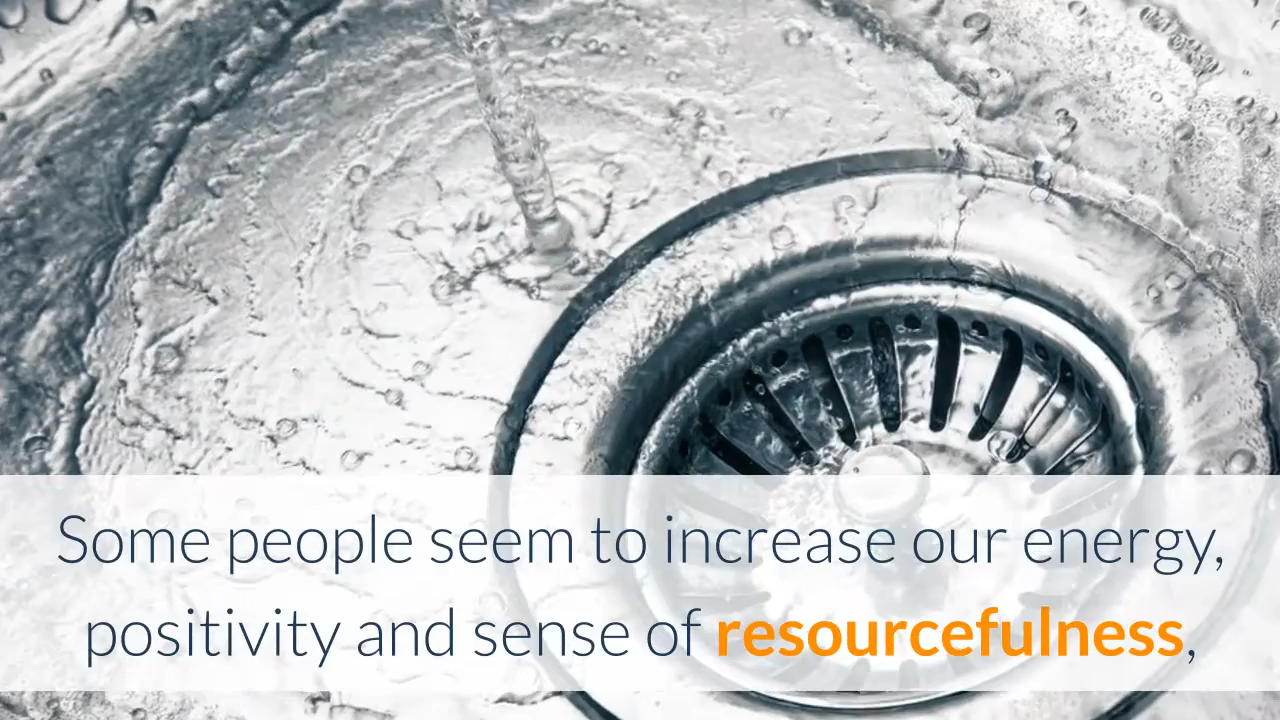 Some people seem to increase our energy,
positivity and sense of resourcefulness,